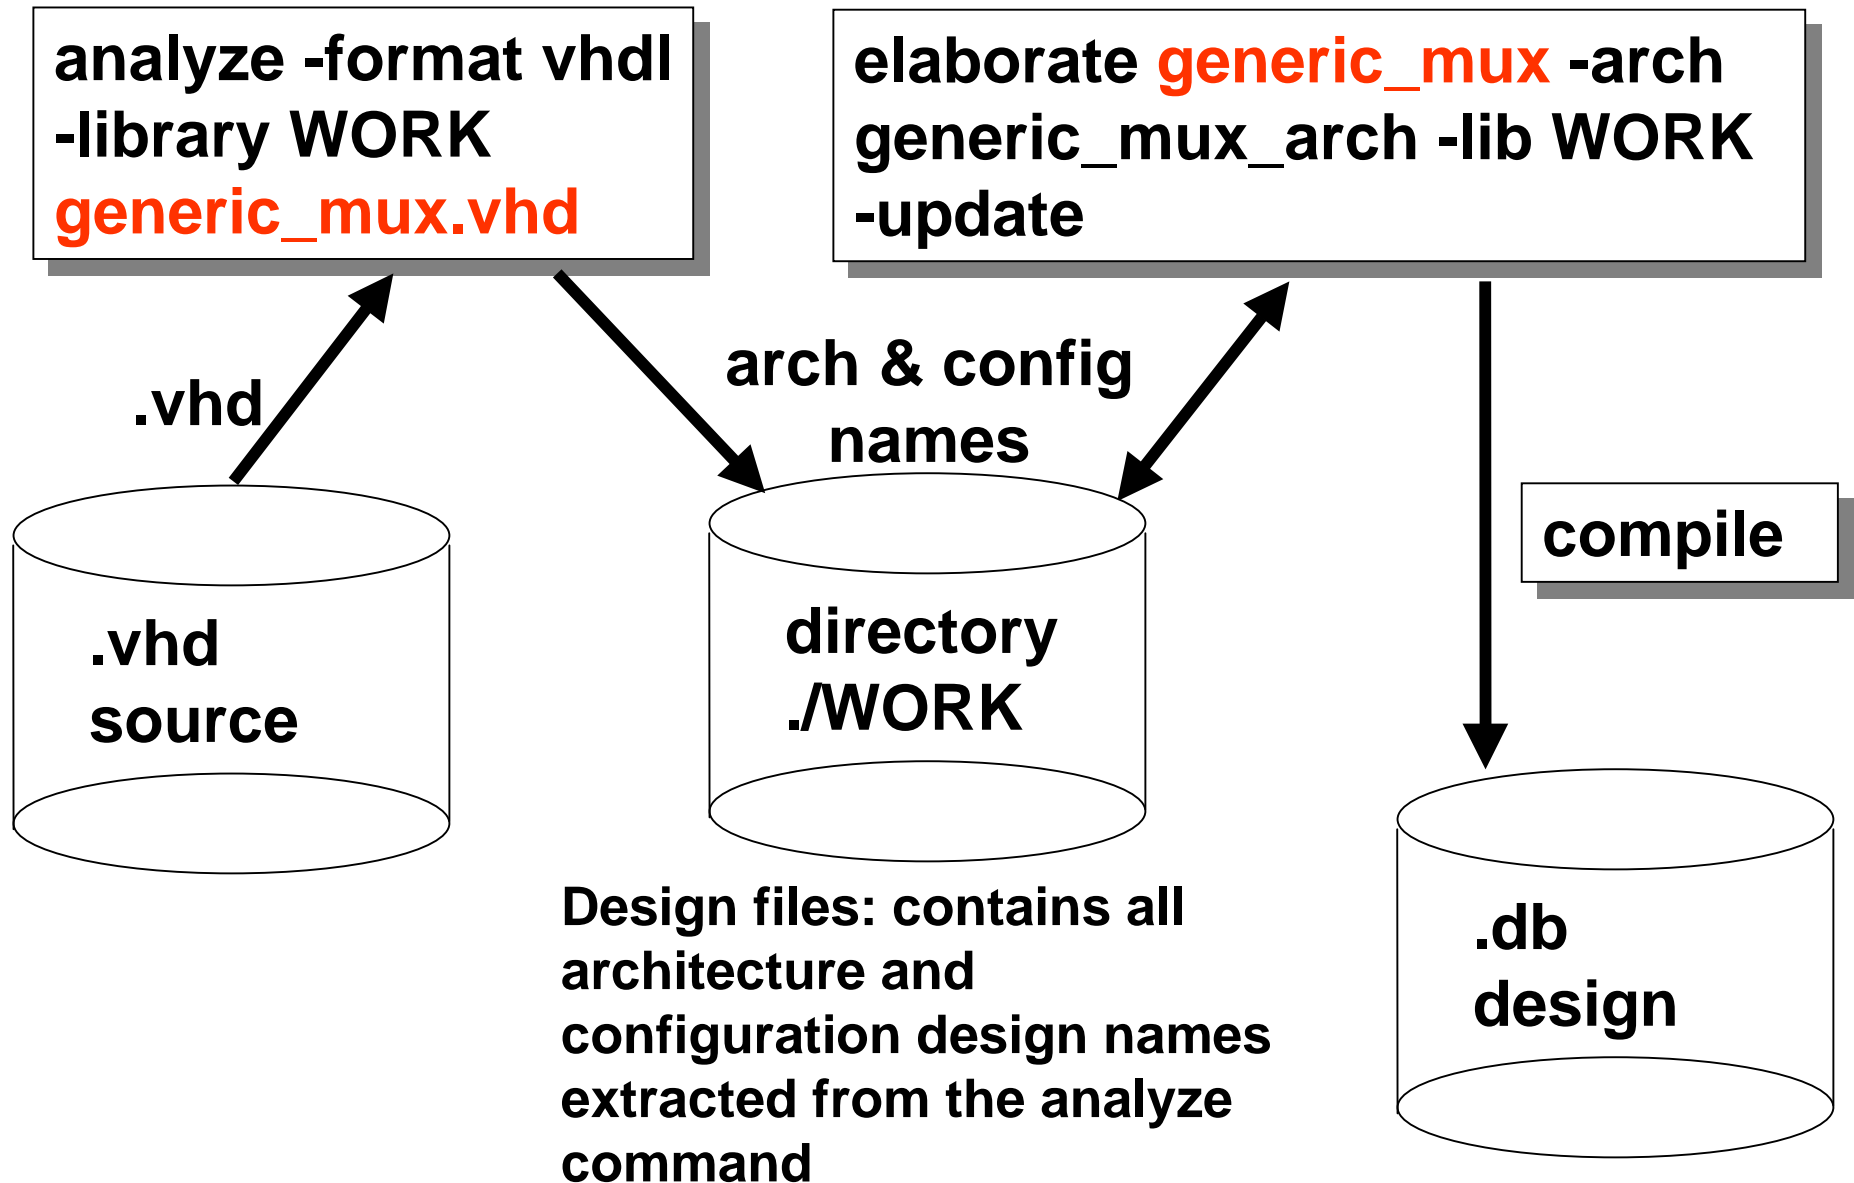 analyze -format vhdl
-library WORK
generic_mux.vhd
elaborate generic_mux -arch
generic_mux_arch -lib WORK
-update
.vhd
arch & config
names
compile
.vhd
source
directory
./WORK
.db
design
Design files: contains all
architecture and
configuration design names
extracted from the analyze
command